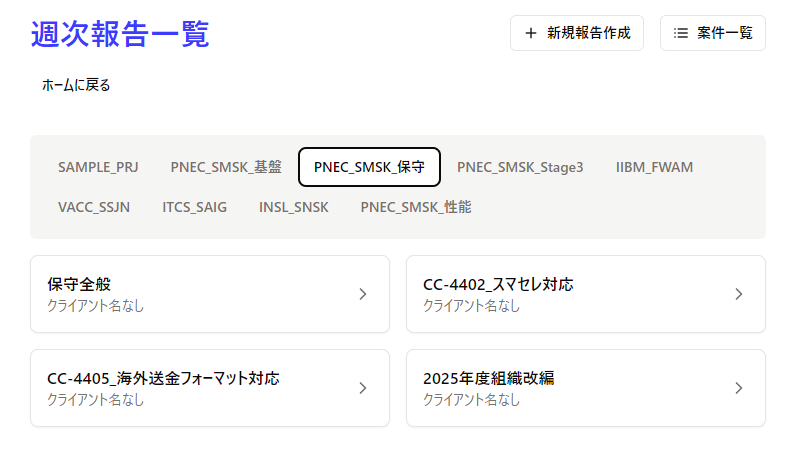 週次報告一覧
新規報告作成
案件一覧
ホームに戻る
SAMPLE_PRJ PNEC_SMSK_基盤 PNEC_SMSK_保守 PNEC_SMSK_Stage3 IIBM_FWAM
VACC_SSJN ITCS_SAIG INSL_SNSK PNEC_SMSK_性能
保守全般
クライアント名なし
CC-4402_スマセレ対応
クライアント名なし
CC-4405_海外送金フォーマット対応
クライアント名なし
2025年度組織改編
クライアント名なし